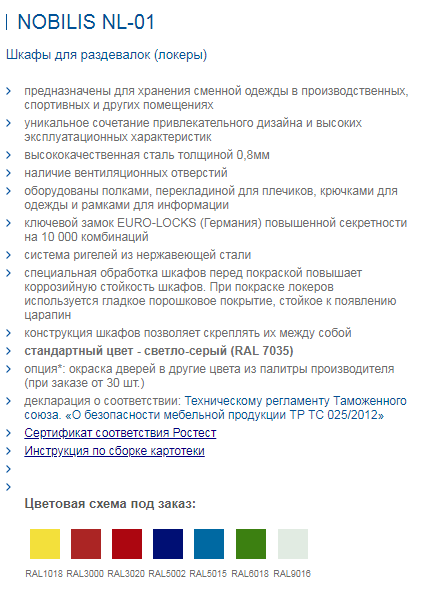 NOBILIS NL-01
Шкафы для раздевалок (локеры)
предназначены для хранения сменной одежды в производственных,
спортивных и других помещениях
уникальное сочетание привлекательного дизайна и высоких
эксплуатационных характеристик
высококачественная сталь толщиной 0,8мм
наличие вентиляционных отверстий
оборудованы полками, перекладиной для плечиков, крючками для
одежды и рамками для информации
ключевой замок EURO-LOCKS (Германия) повышенной секретности
на 10 000 комбинаций
система ригелей из нержавеющей стали
специальная обработка шкафов перед покраской повышает
коррозийную стойкость шкафов. При покраске локеров
используется гладкое порошковое покрытие, стойкое к появлению
царапин
конструкция шкафов позволяет скреплять их между собой
стандартный цвет - светло-серый (RAL 7035)
опция*: окраска дверей в другие цвета из палитры производителя
(при заказе от 30 шт.)
декларация о соответствии: Техническому регламенту Таможенного
союза. «О безопасности мебельной продукции ТР ТС 025/2012»
Сертификат соответствия Ростест
Инструкция по сборке картотеки
Цветовая схема под заказ:
RAL1018 RAL3000 RAL3020 RAL5002 RAL5015 RAL6018 RAL9016